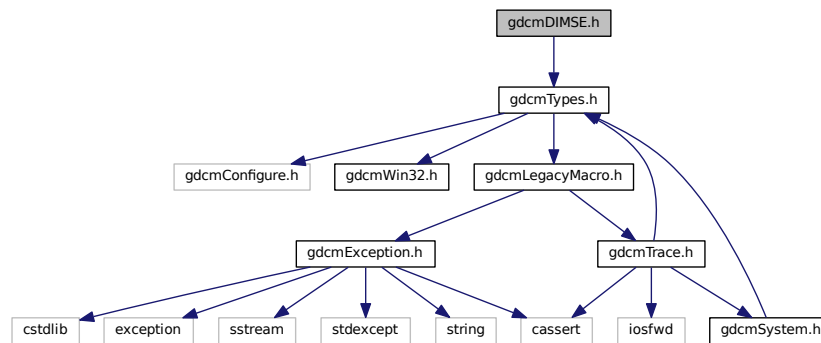 gdcmDIMSE.h
gdcmTypes.h
gdcmConfigure.h
gdcmWin32.h
gdcmLegacyMacro.h
gdcmException.h
gdcmTrace.h
cstdlib
exception
sstream
stdexcept
string
cassert
iosfwd
gdcmSystem.h